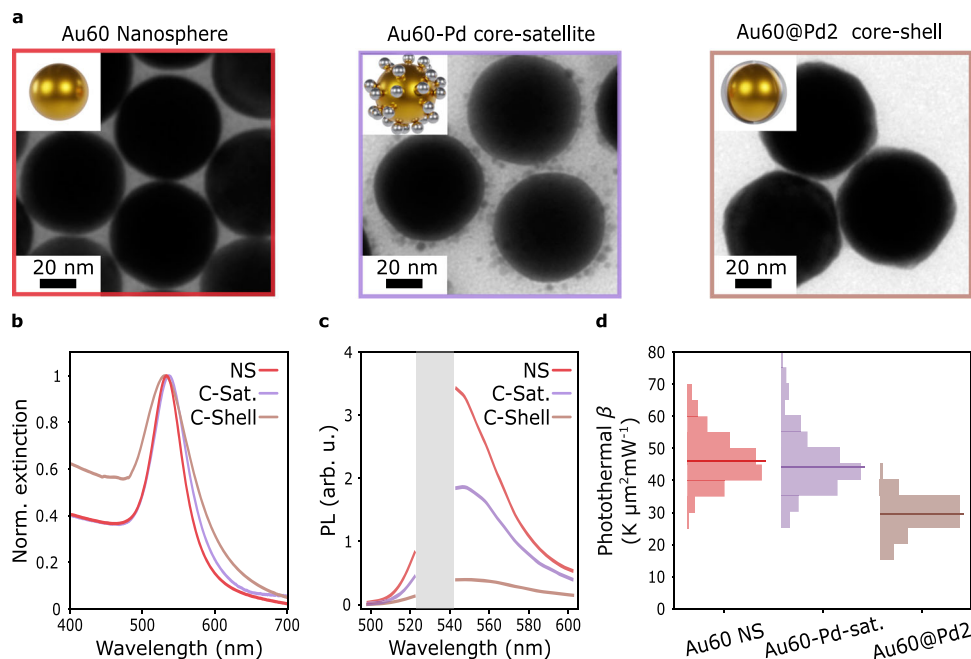 a
Au60 Nanosphere
Au60-Pd core-satellite
Au60@Pd2 core-shell
20 nm
20 nm
20 nm
b
c
d
Norm. extinction
1
0.8
0.6
0.4
0.2
0
400
500
600
700
Wavelength (nm)
NS
C-Sat.
C-Shell
PL (arb. u.)
4
3
2
1
0
500
520
540
560
580
600
Wavelength (nm)
NS
C-Sat.
C-Shell
Photothermal β
(K μm²mW⁻¹)
80
70
60
50
40
30
20
10
0
Au60 NS
Au60-Pd-sat.
Au60@Pd2